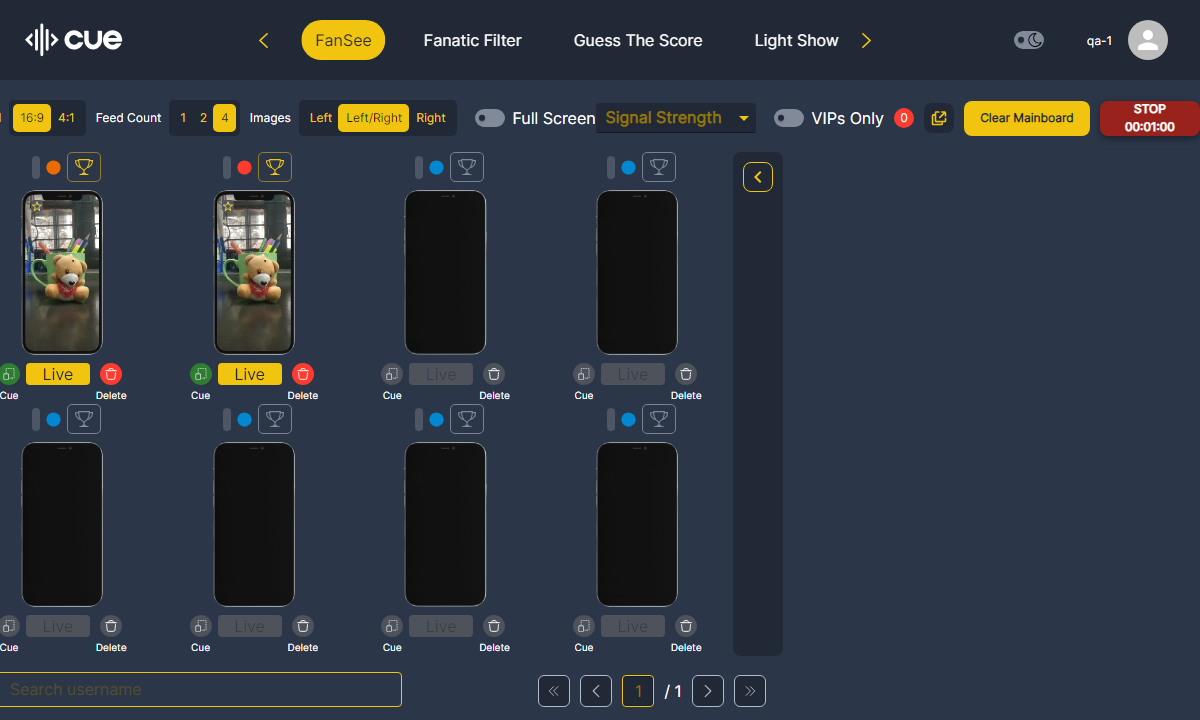 cue
FanSee
Fanatic Filter
Guess The Score
Light Show
qa-1
16:9
4:1
Feed Count
1
2
4
Images
Left
Left/Right
Right
Full Screen
Signal Strength
VIPs Only
0
Clear Mainboard
STOP
00:01:00
Live
Live
Live
Live
Cue
Delete
Cue
Delete
Cue
Delete
Cue
Delete
Live
Live
Live
Live
Cue
Delete
Cue
Delete
Cue
Delete
Cue
Delete
Search username
1
/ 1